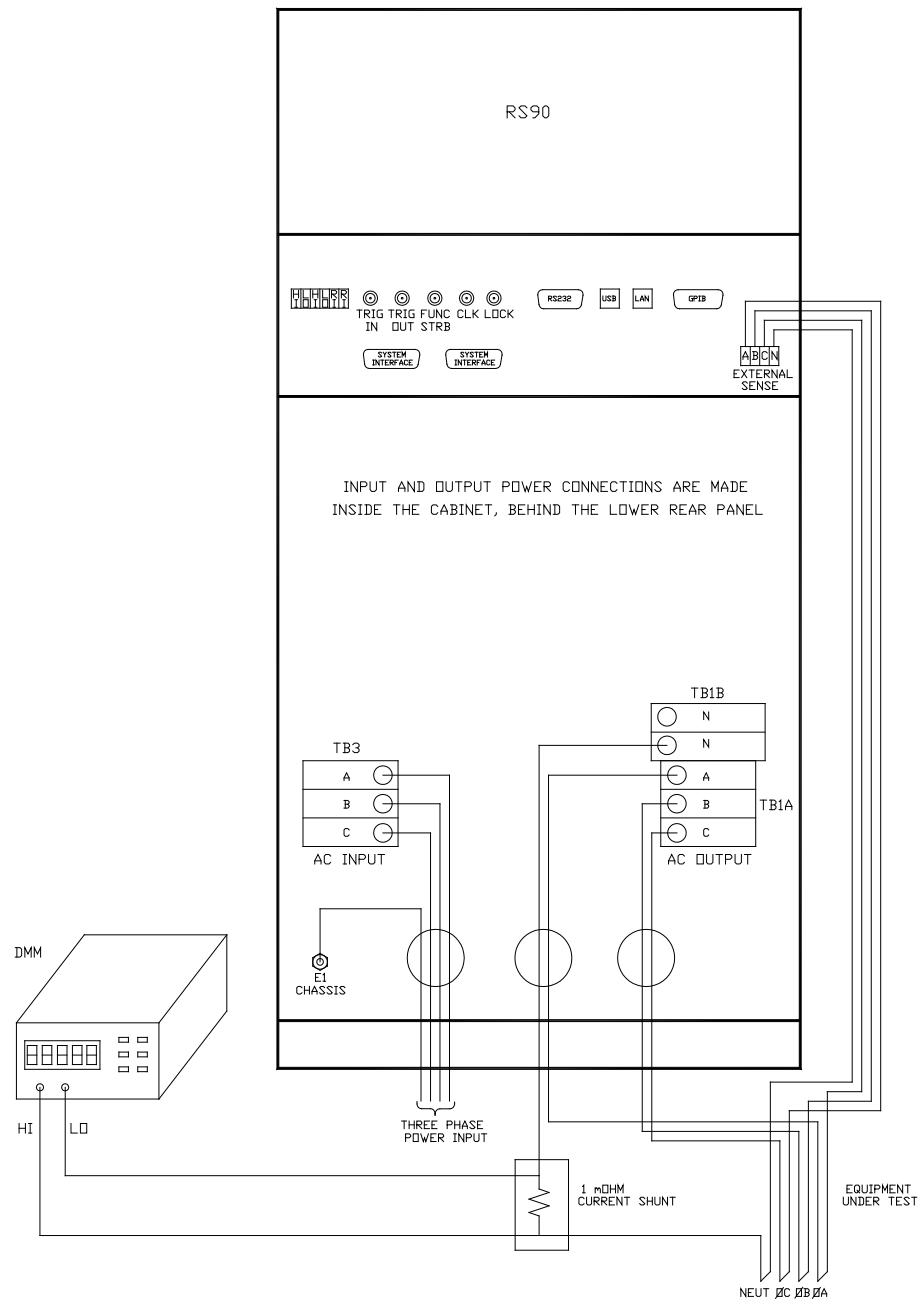 RS90
HLHLRR
IOIOII
TRIG TRIG FUNC CLK LOCK
IN OUT STRB
RS232
USB
LAN
GPIB
SYSTEM
INTERFACE
SYSTEM
INTERFACE
ABCN
EXTERNAL
SENSE
INPUT AND OUTPUT POWER CONNECTIONS ARE MADE
INSIDE THE CABINET, BEHIND THE LOWER REAR PANEL
TB1B
N
N
TB3
A
B
C
AC INPUT
A
B
C
TB1A
AC OUTPUT
DMM
E1
CHASSIS
88888
HI
LO
THREE PHASE
POWER INPUT
1 mOHM
CURRENT SHUNT
EQUIPMENT
UNDER TEST
NEUT ØC ØB ØA